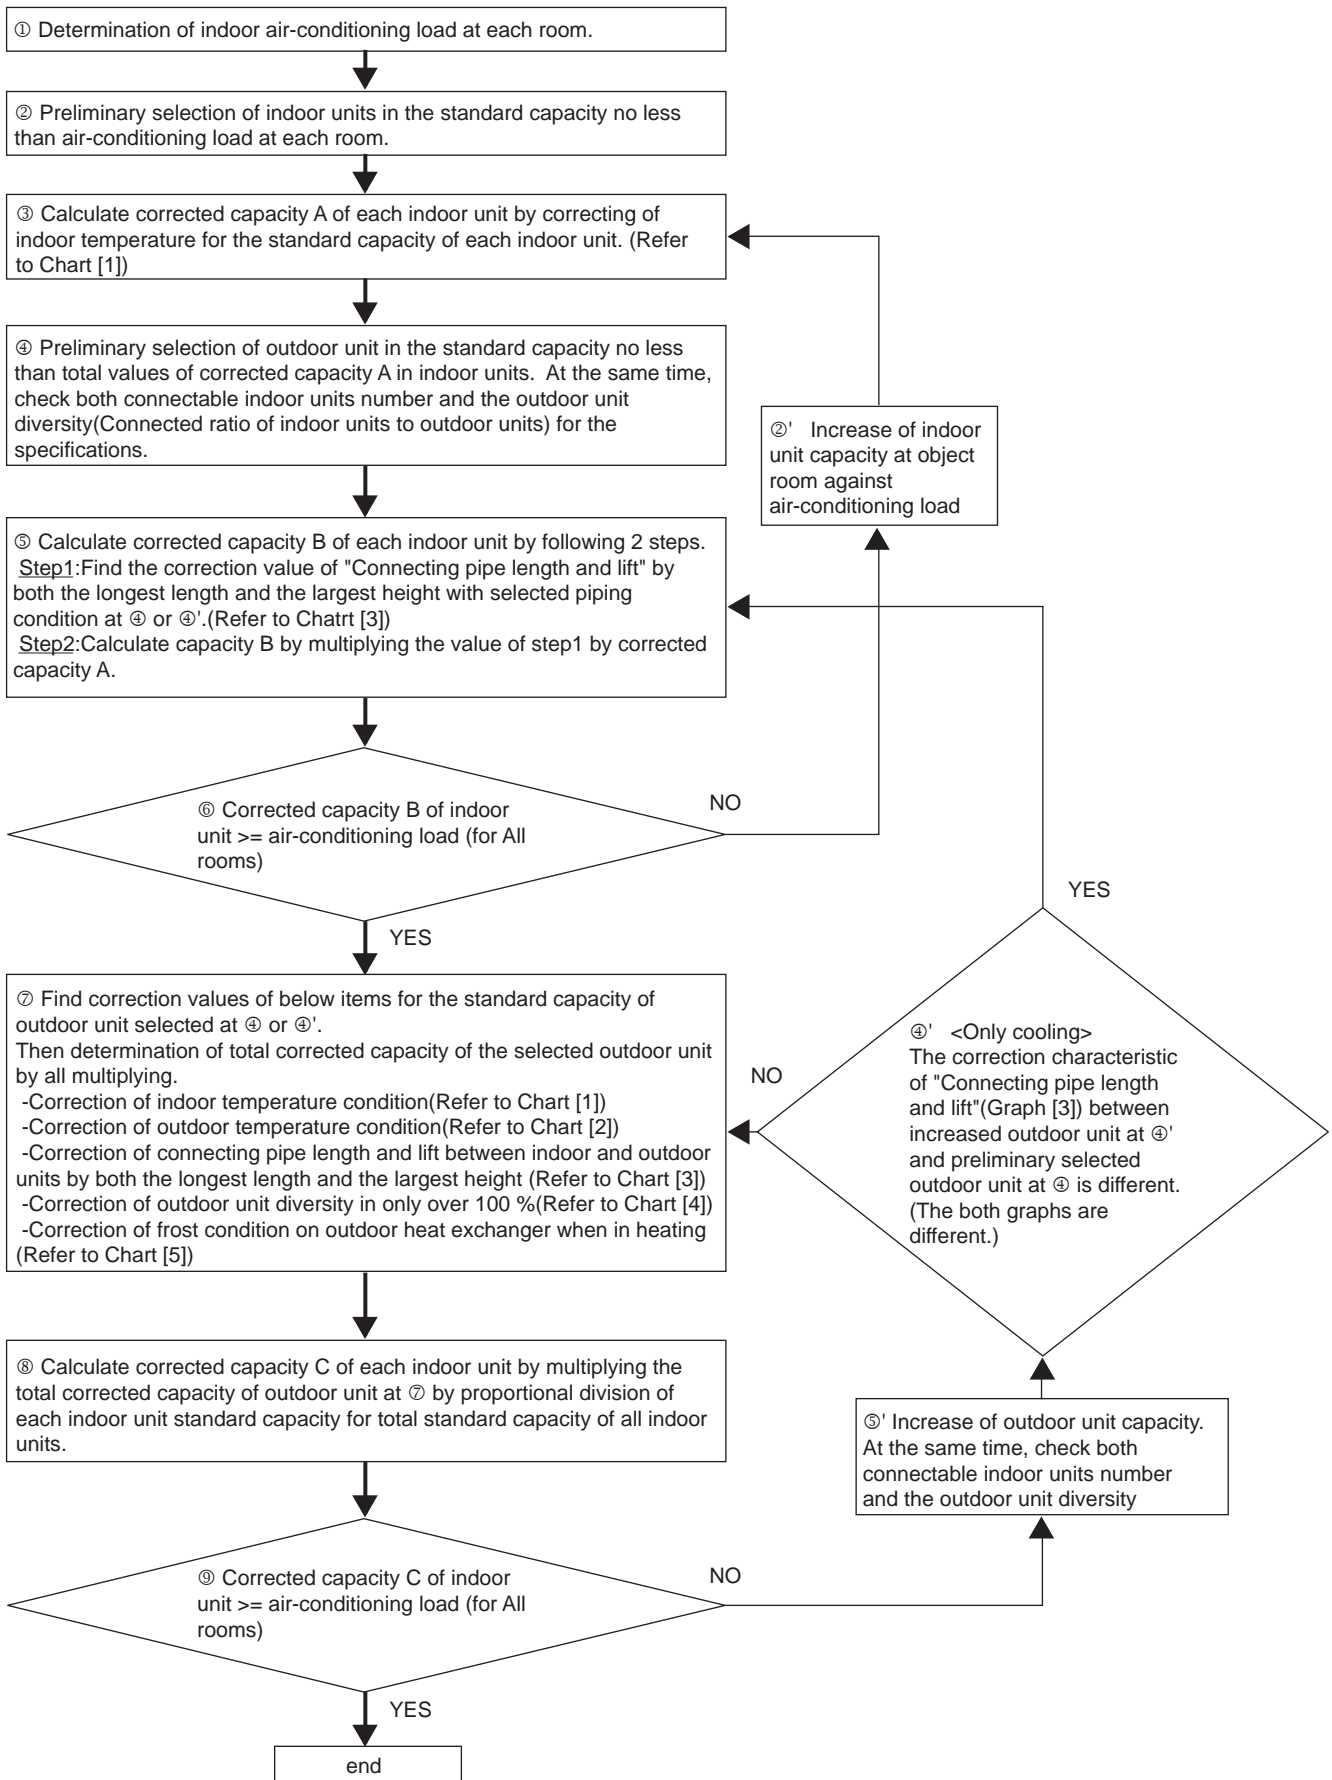 ① Determination of indoor air-conditioning load at each room.
② Preliminary selection of indoor units in the standard capacity no less
than air-conditioning load at each room.
③ Calculate corrected capacity A of each indoor unit by correcting of
indoor temperature for the standard capacity of each indoor unit. (Refer
to Chart [1])
④ Preliminary selection of outdoor unit in the standard capacity no less
than total values of corrected capacity A in indoor units.  At the same time,
check both connectable indoor units number and the outdoor unit
diversity(Connected ratio of indoor units to outdoor units) for the
specifications.
②'   Increase of indoor
unit capacity at object
room against
air-conditioning load
⑤ Calculate corrected capacity B of each indoor unit by following 2 steps.
Step1:Find the correction value of "Connecting pipe length and lift" by
both the longest length and the largest height with selected piping
condition at ④ or ④'.(Refer to Chatrt [3])
Step2:Calculate capacity B by multiplying the value of step1 by corrected
capacity A.
⑥ Corrected capacity B of indoor
unit >= air-conditioning load (for All
rooms)
NO
YES
YES
⑦ Find correction values of below items for the standard capacity of
outdoor unit selected at ④ or ④'.
Then determination of total corrected capacity of the selected outdoor unit
by all multiplying.
-Correction of indoor temperature condition(Refer to Chart [1])
-Correction of outdoor temperature condition(Refer to Chart [2])
-Correction of connecting pipe length and lift between indoor and outdoor
units by both the longest length and the largest height (Refer to Chart [3])
-Correction of outdoor unit diversity in only over 100 %(Refer to Chart [4])
-Correction of frost condition on outdoor heat exchanger when in heating
(Refer to Chart [5])
NO
④'   <Only cooling>
The correction characteristic
of "Connecting pipe length
and lift"(Graph [3]) between
increased outdoor unit at ④'
and preliminary selected
outdoor unit at ④ is different.
(The both graphs are
different.)
⑧ Calculate corrected capacity C of each indoor unit by multiplying the
total corrected capacity of outdoor unit at ⑦ by proportional division of
each indoor unit standard capacity for total standard capacity of all indoor
units.
⑤' Increase of outdoor unit capacity.
At the same time, check both
connectable indoor units number
and the outdoor unit diversity
⑨ Corrected capacity C of indoor
unit >= air-conditioning load (for All
rooms)
NO
YES
end